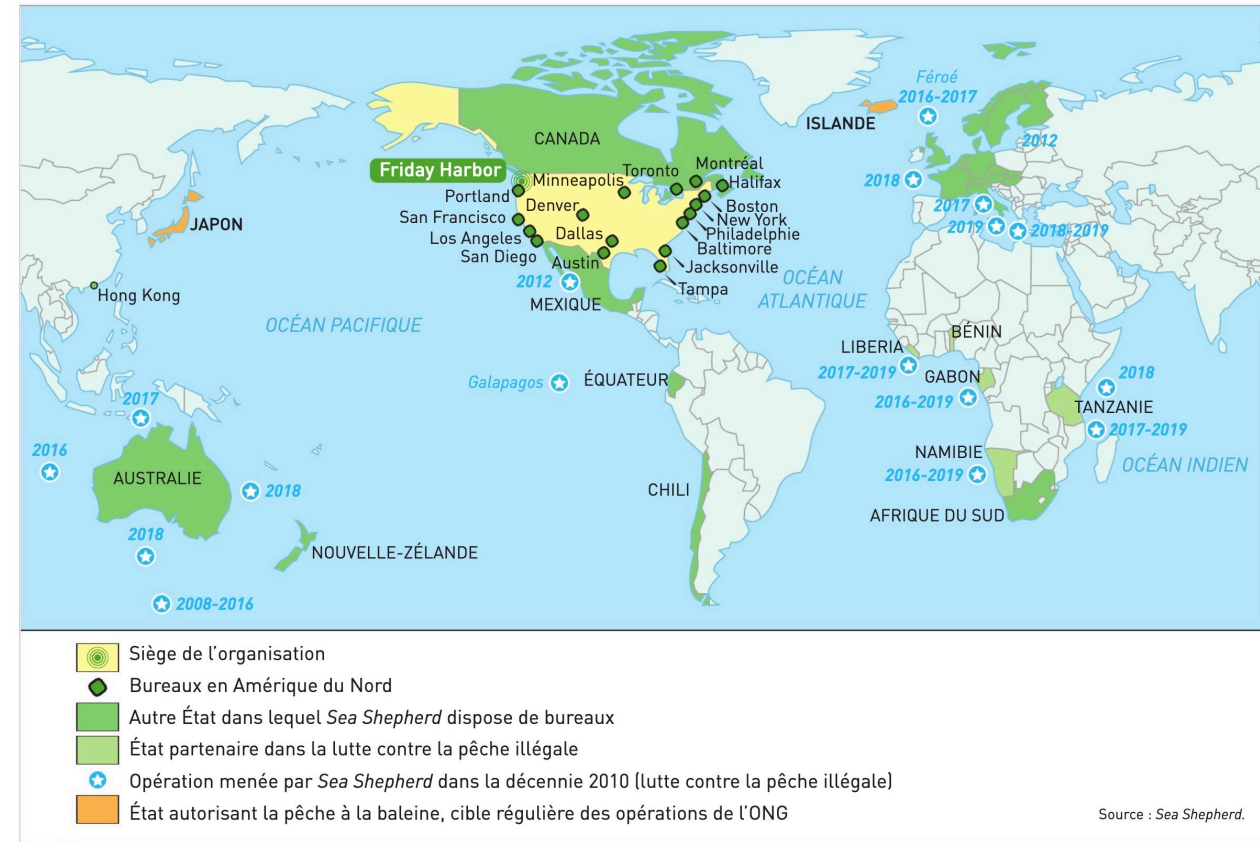 Féroé
2016-2017
ISLANDE
2012
CANADA
Friday Harbor
Minneapolis
Toronto
Montréal
Halifax
2018
Portland
Denver
Boston
2017
San Francisco
New York
JAPON
Dallas
Philadelphie
2019
2018-2019
Los Angeles
Baltimore
San Diego
Austin
Jacksonville
2012
OCÉAN
ATLANTIQUE
Tampa
Hong Kong
MEXIQUE
OCÉAN PACIFIQUE
BÉNIN
LIBERIA
2017-2019
GABON
2018
Galapagos
ÉQUATEUR
2016-2019
TANZANIE
2017
2017-2019
2016
NAMIBIE
OCÉAN INDIEN
AUSTRALIE
2016-2019
2018
CHILI
AFRIQUE DU SUD
2018
NOUVELLE-ZÉLANDE
2008-2016
Siège de l'organisation
Bureaux en Amérique du Nord
Autre État dans lequel Sea Shepherd dispose de bureaux
État partenaire dans la lutte contre la pêche illégale
Opération menée par Sea Shepherd dans la décennie 2010 (lutte contre la pêche illégale)
État autorisant la pêche à la baleine, cible régulière des opérations de l'ONG
Source : Sea Shepherd.